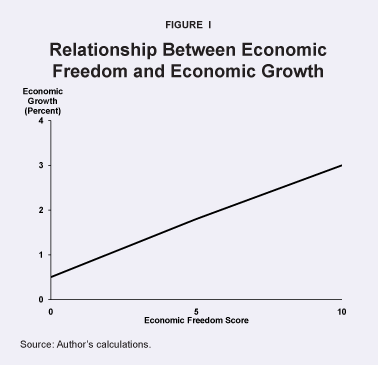 FIGURE I
Relationship Between Economic
Freedom and Economic Growth
Economic
Growth
(Percent)
4
3
2
1
0
0 5 10
Economic Freedom Score
Source: Author's calculations.